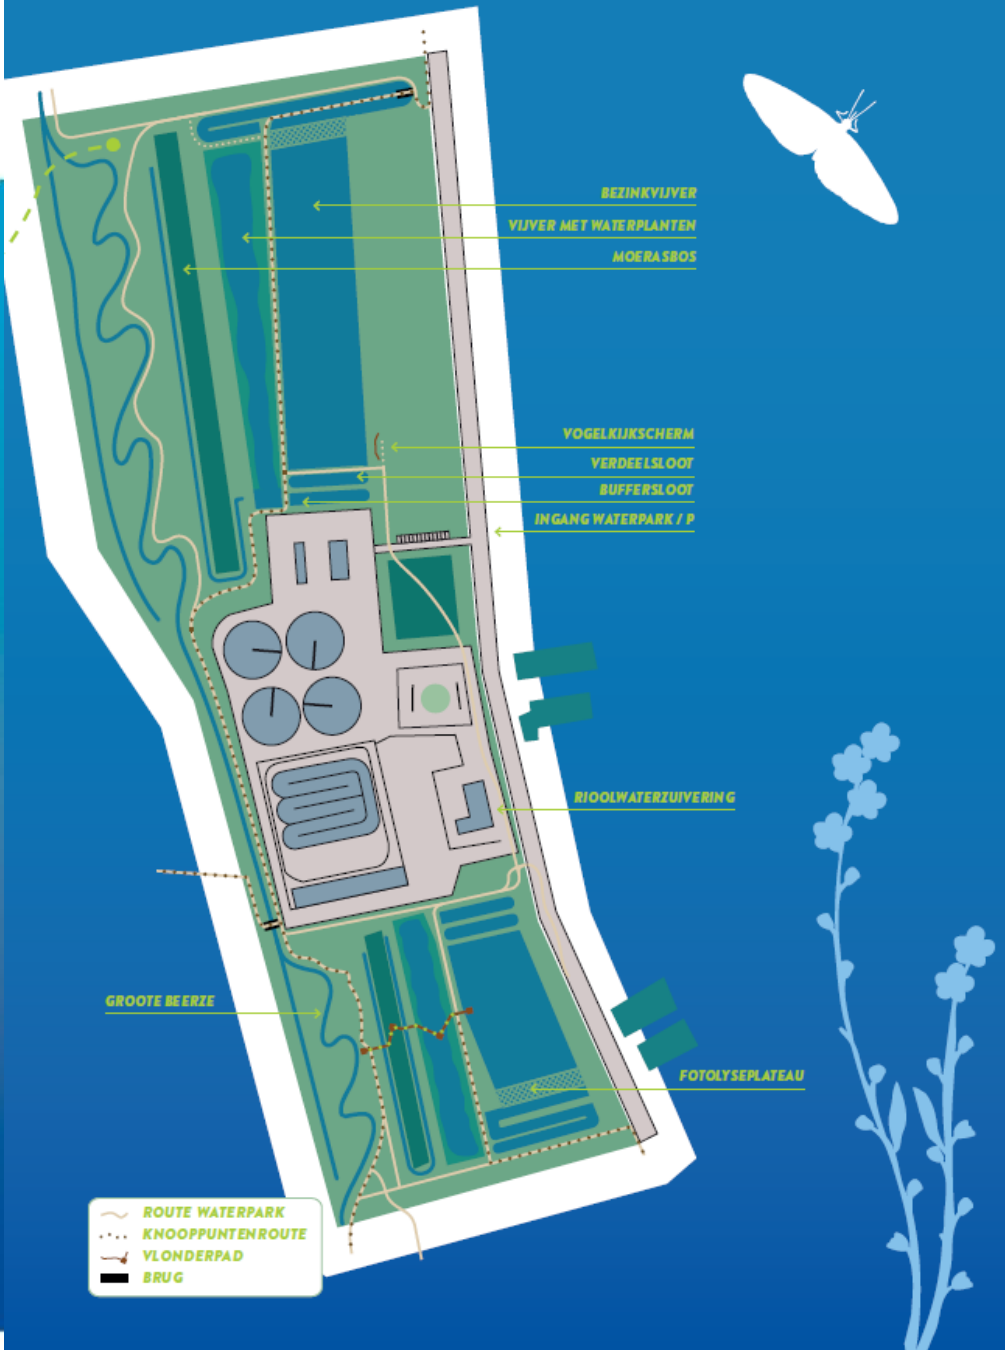 BEZINKVIJVER
VIJVER MET WATERPLANTEN
MOERASBOS
VOGELKIJKSCHERM
VERDEELSLOOT
BUFFERSLOOT
INGANG WATERPARK / P
RIOOLWATERZUIVERING
GROOTE BEERZE
FOTOLYSEPLATEAU
ROUTE WATERPARK
KNOOPPUNTENROUTE
VLONDERPAD
BRUG